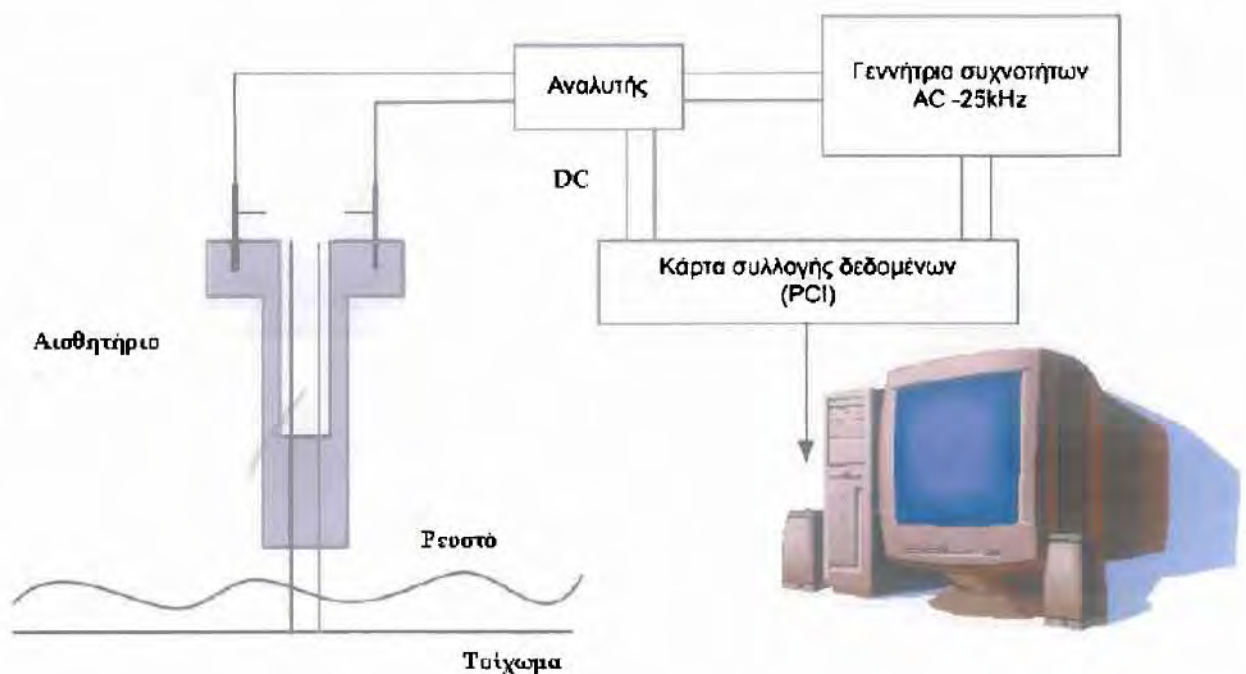 Αναλυτής
Γεννήτρια συχνοτήτων
AC -25kHz
DC
Κάρτα συλλογής δεδομένων
(PCI)
Αισθητήριο
Ρευστό
Τοίχωμα